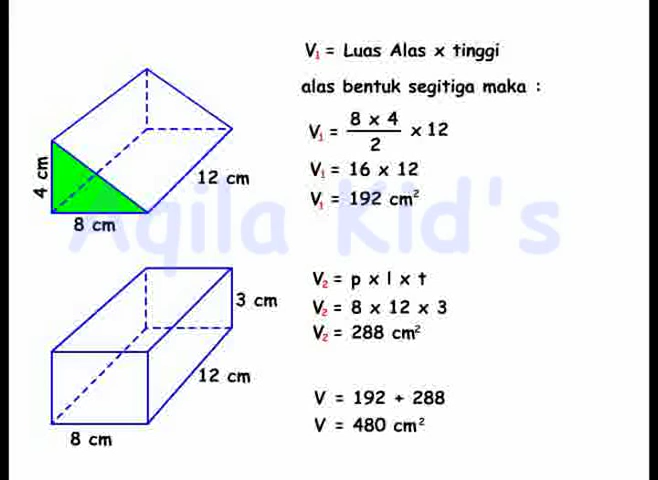 V₁ = Luas Alas x tinggi
alas bentuk segitiga maka :
V₁ = 8 x 4 / 2 x 12
V₁ = 16 x 12
V₁ = 192 cm²
4 cm
12 cm
8 cm
Aqila Kid's
V₂ = p x l x t
V₂ = 8 x 12 x 3
V₂ = 288 cm²
3 cm
12 cm
8 cm
V = 192 + 288
V = 480 cm²